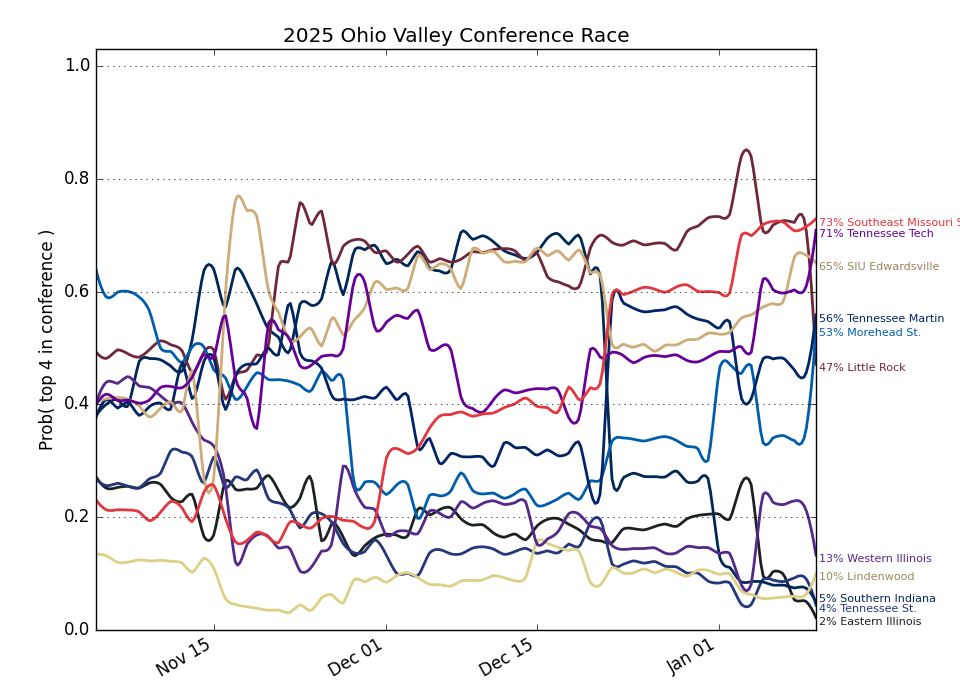 2025 Ohio Valley Conference Race
Prob( top 4 in conference )
1.0
0.8
0.6
0.4
0.2
0.0
Nov 15
Dec 01
Dec 15
Jan 01
73% Southeast Missouri S
71% Tennessee Tech
65% SIU Edwardsville
56% Tennessee Martin
53% Morehead St.
47% Little Rock
13% Western Illinois
10% Lindenwood
5% Southern Indiana
4% Tennessee St.
2% Eastern Illinois